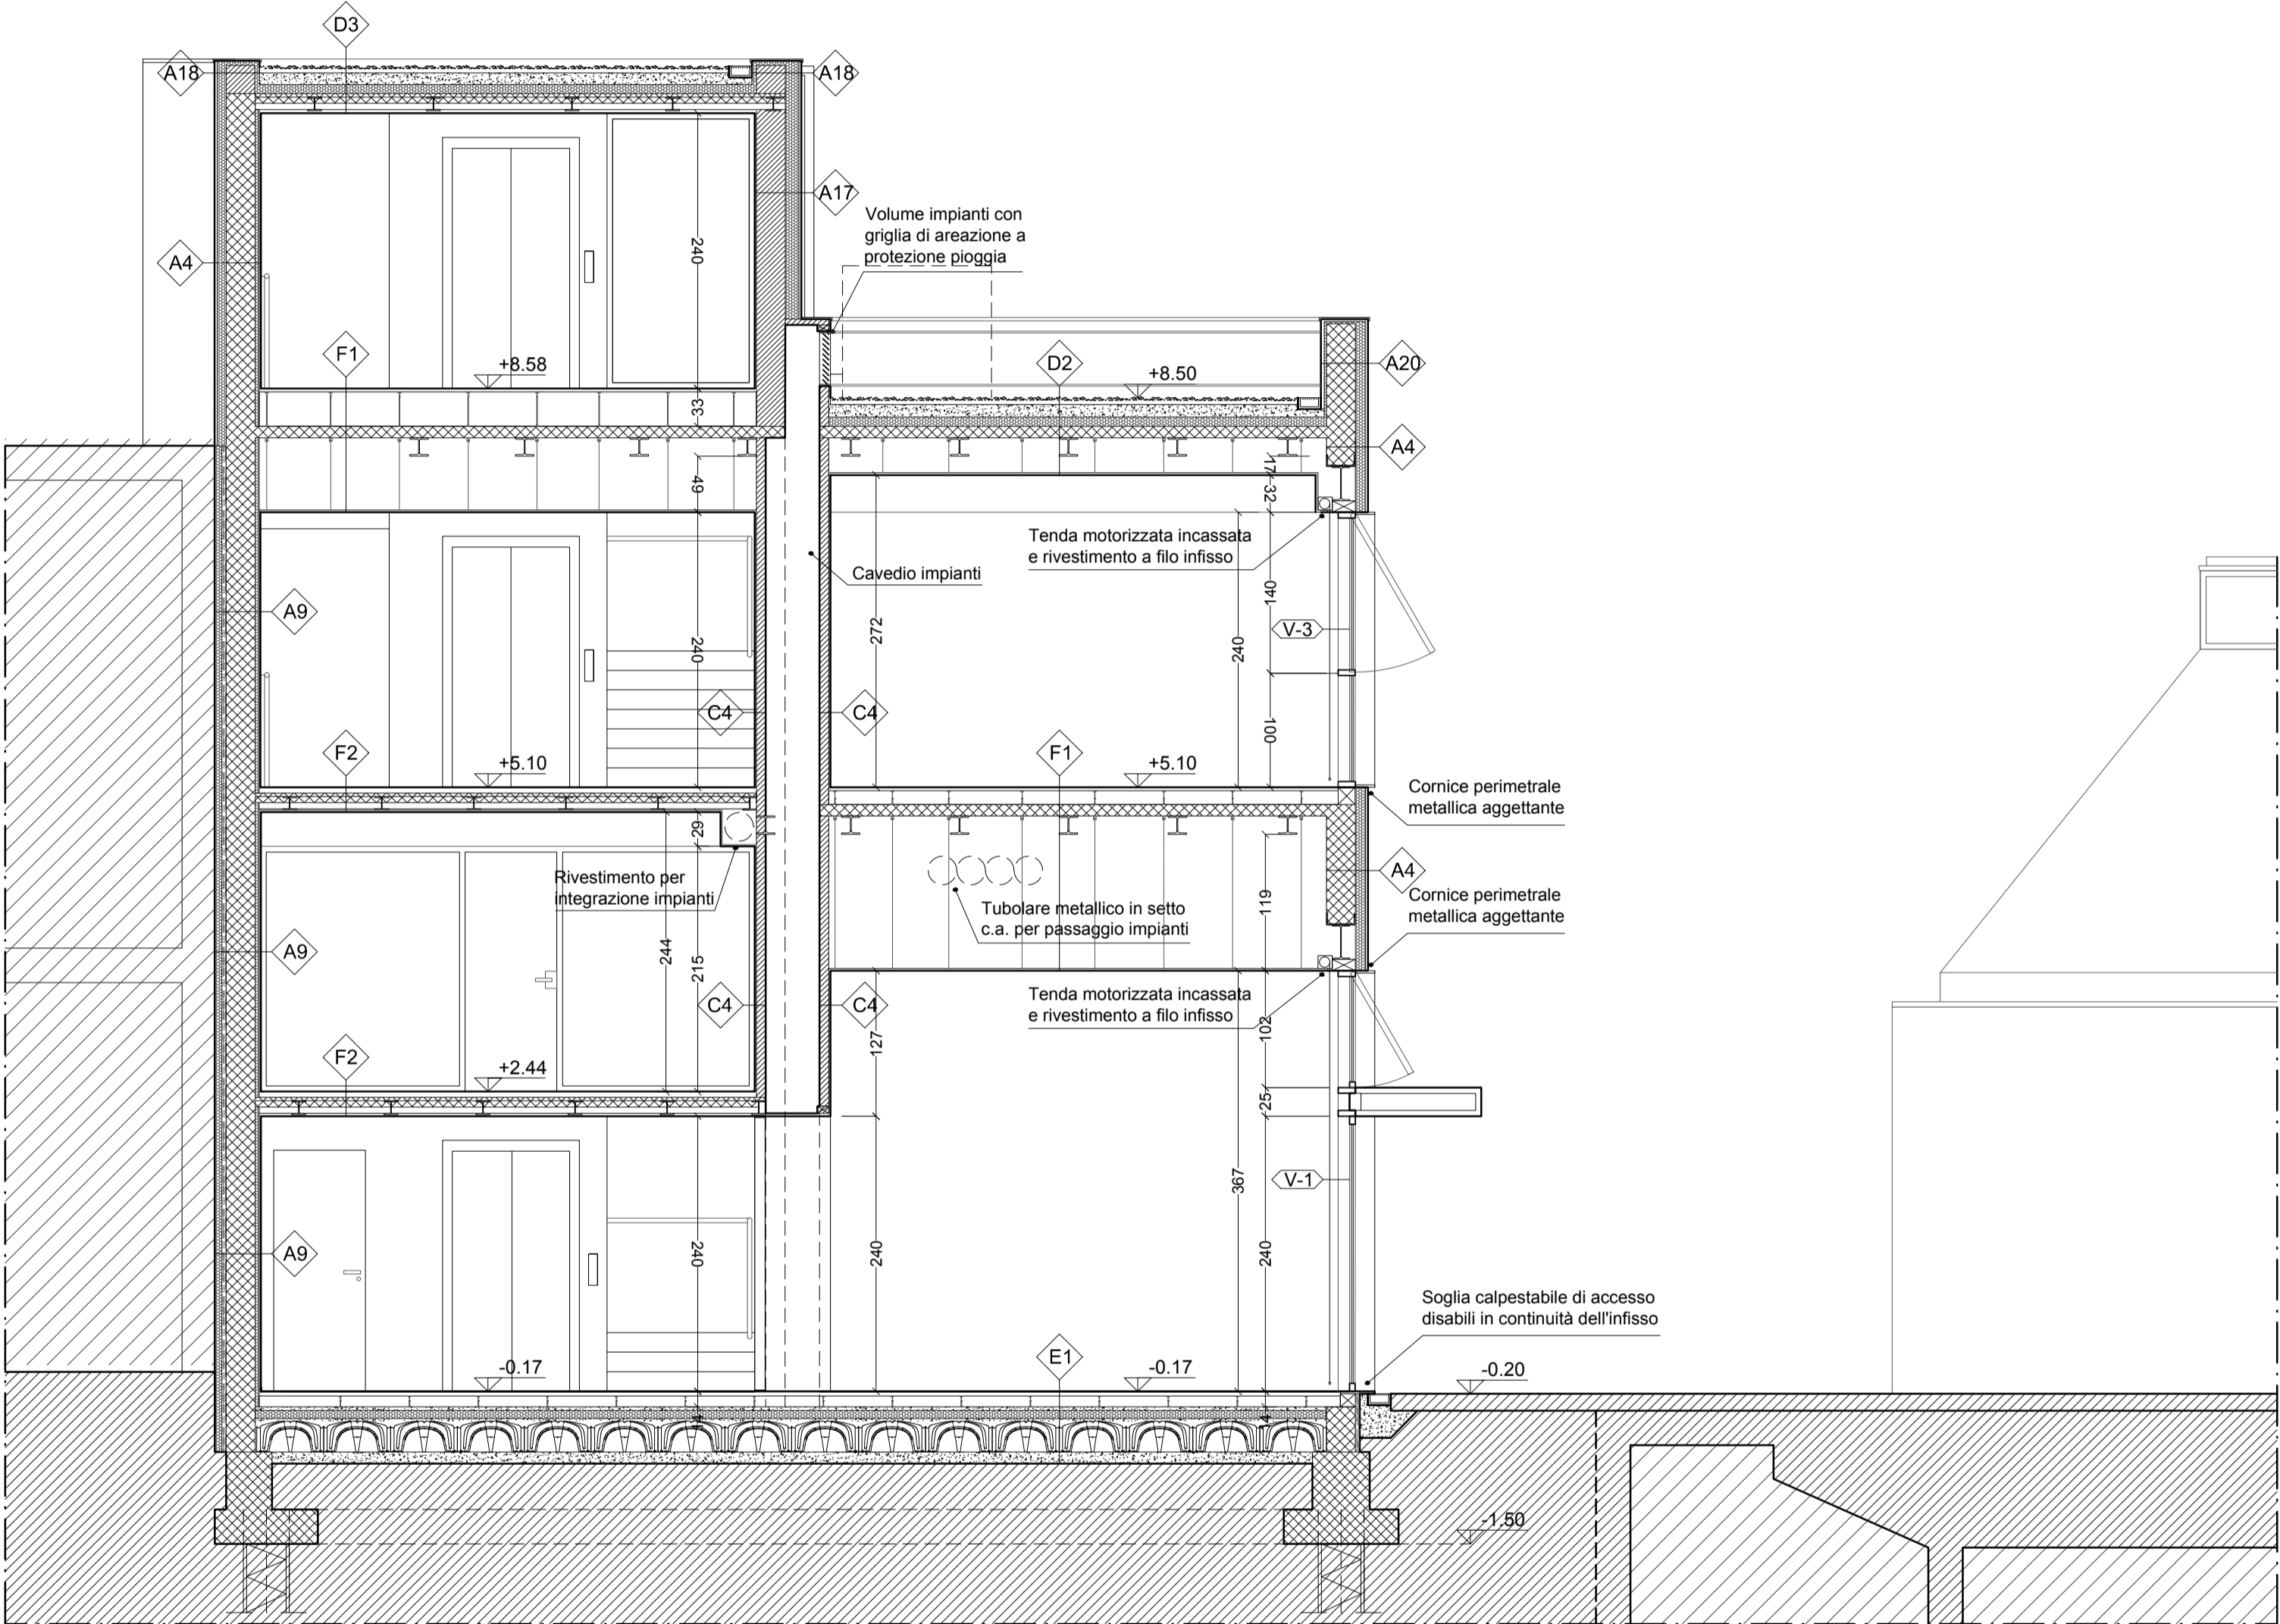 D3
A18
A18
A17
A4
Volume impianti con
griglia di areazione a
protezione pioggia
240
F1
+8.58
D2
+8.50
A20
33
A4
49
17
32
Tenda motorizzata incassata
e rivestimento a filo infisso
Cavedio impianti
140
A9
272
240
240
V-3
C4
C4
100
F2
+5.10
F1
+5.10
Cornice perimetrale
metallica aggettante
29
Rivestimento per
integrazione impianti
A4
119
Cornice perimetrale
metallica aggettante
Tubolare metallico in setto
c.a. per passaggio impianti
A9
244
215
Tenda motorizzata incassata
e rivestimento a filo infisso
C4
C4
102
127
F2
+2.44
25
367
V-1
A9
240
240
240
Soglia calpestabile di accesso
disabili in continuità dell'infisso
E1
-0.17
-0.17
-0.20
14
14
-1.50